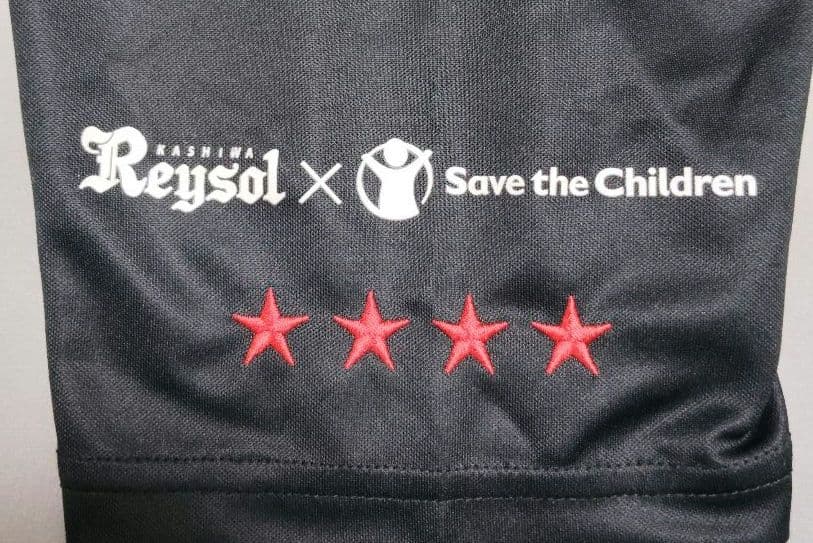 KASHIWA
Reysol × Save the Children